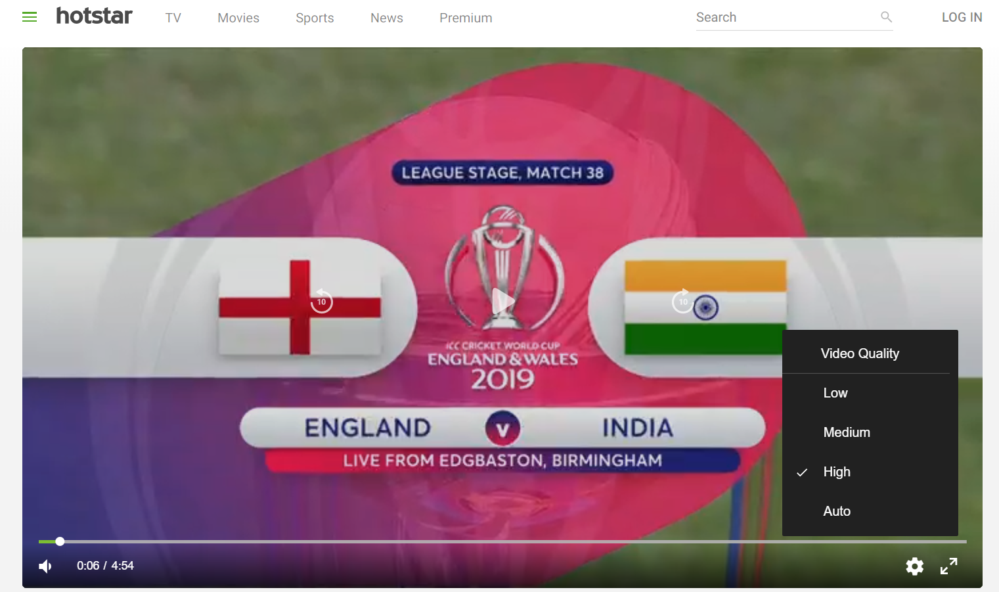 hotstar
TV
Movies
Sports
News
Premium
Search
LOG IN
LEAGUE STAGE, MATCH 38
10
10
ICC CRICKET WORLD CUP
ENGLAND & WALES
2019
ENGLAND V INDIA
LIVE FROM EDGBASTON, BIRMINGHAM
Video Quality
Low
Medium
High
Auto
0:06 / 4:54